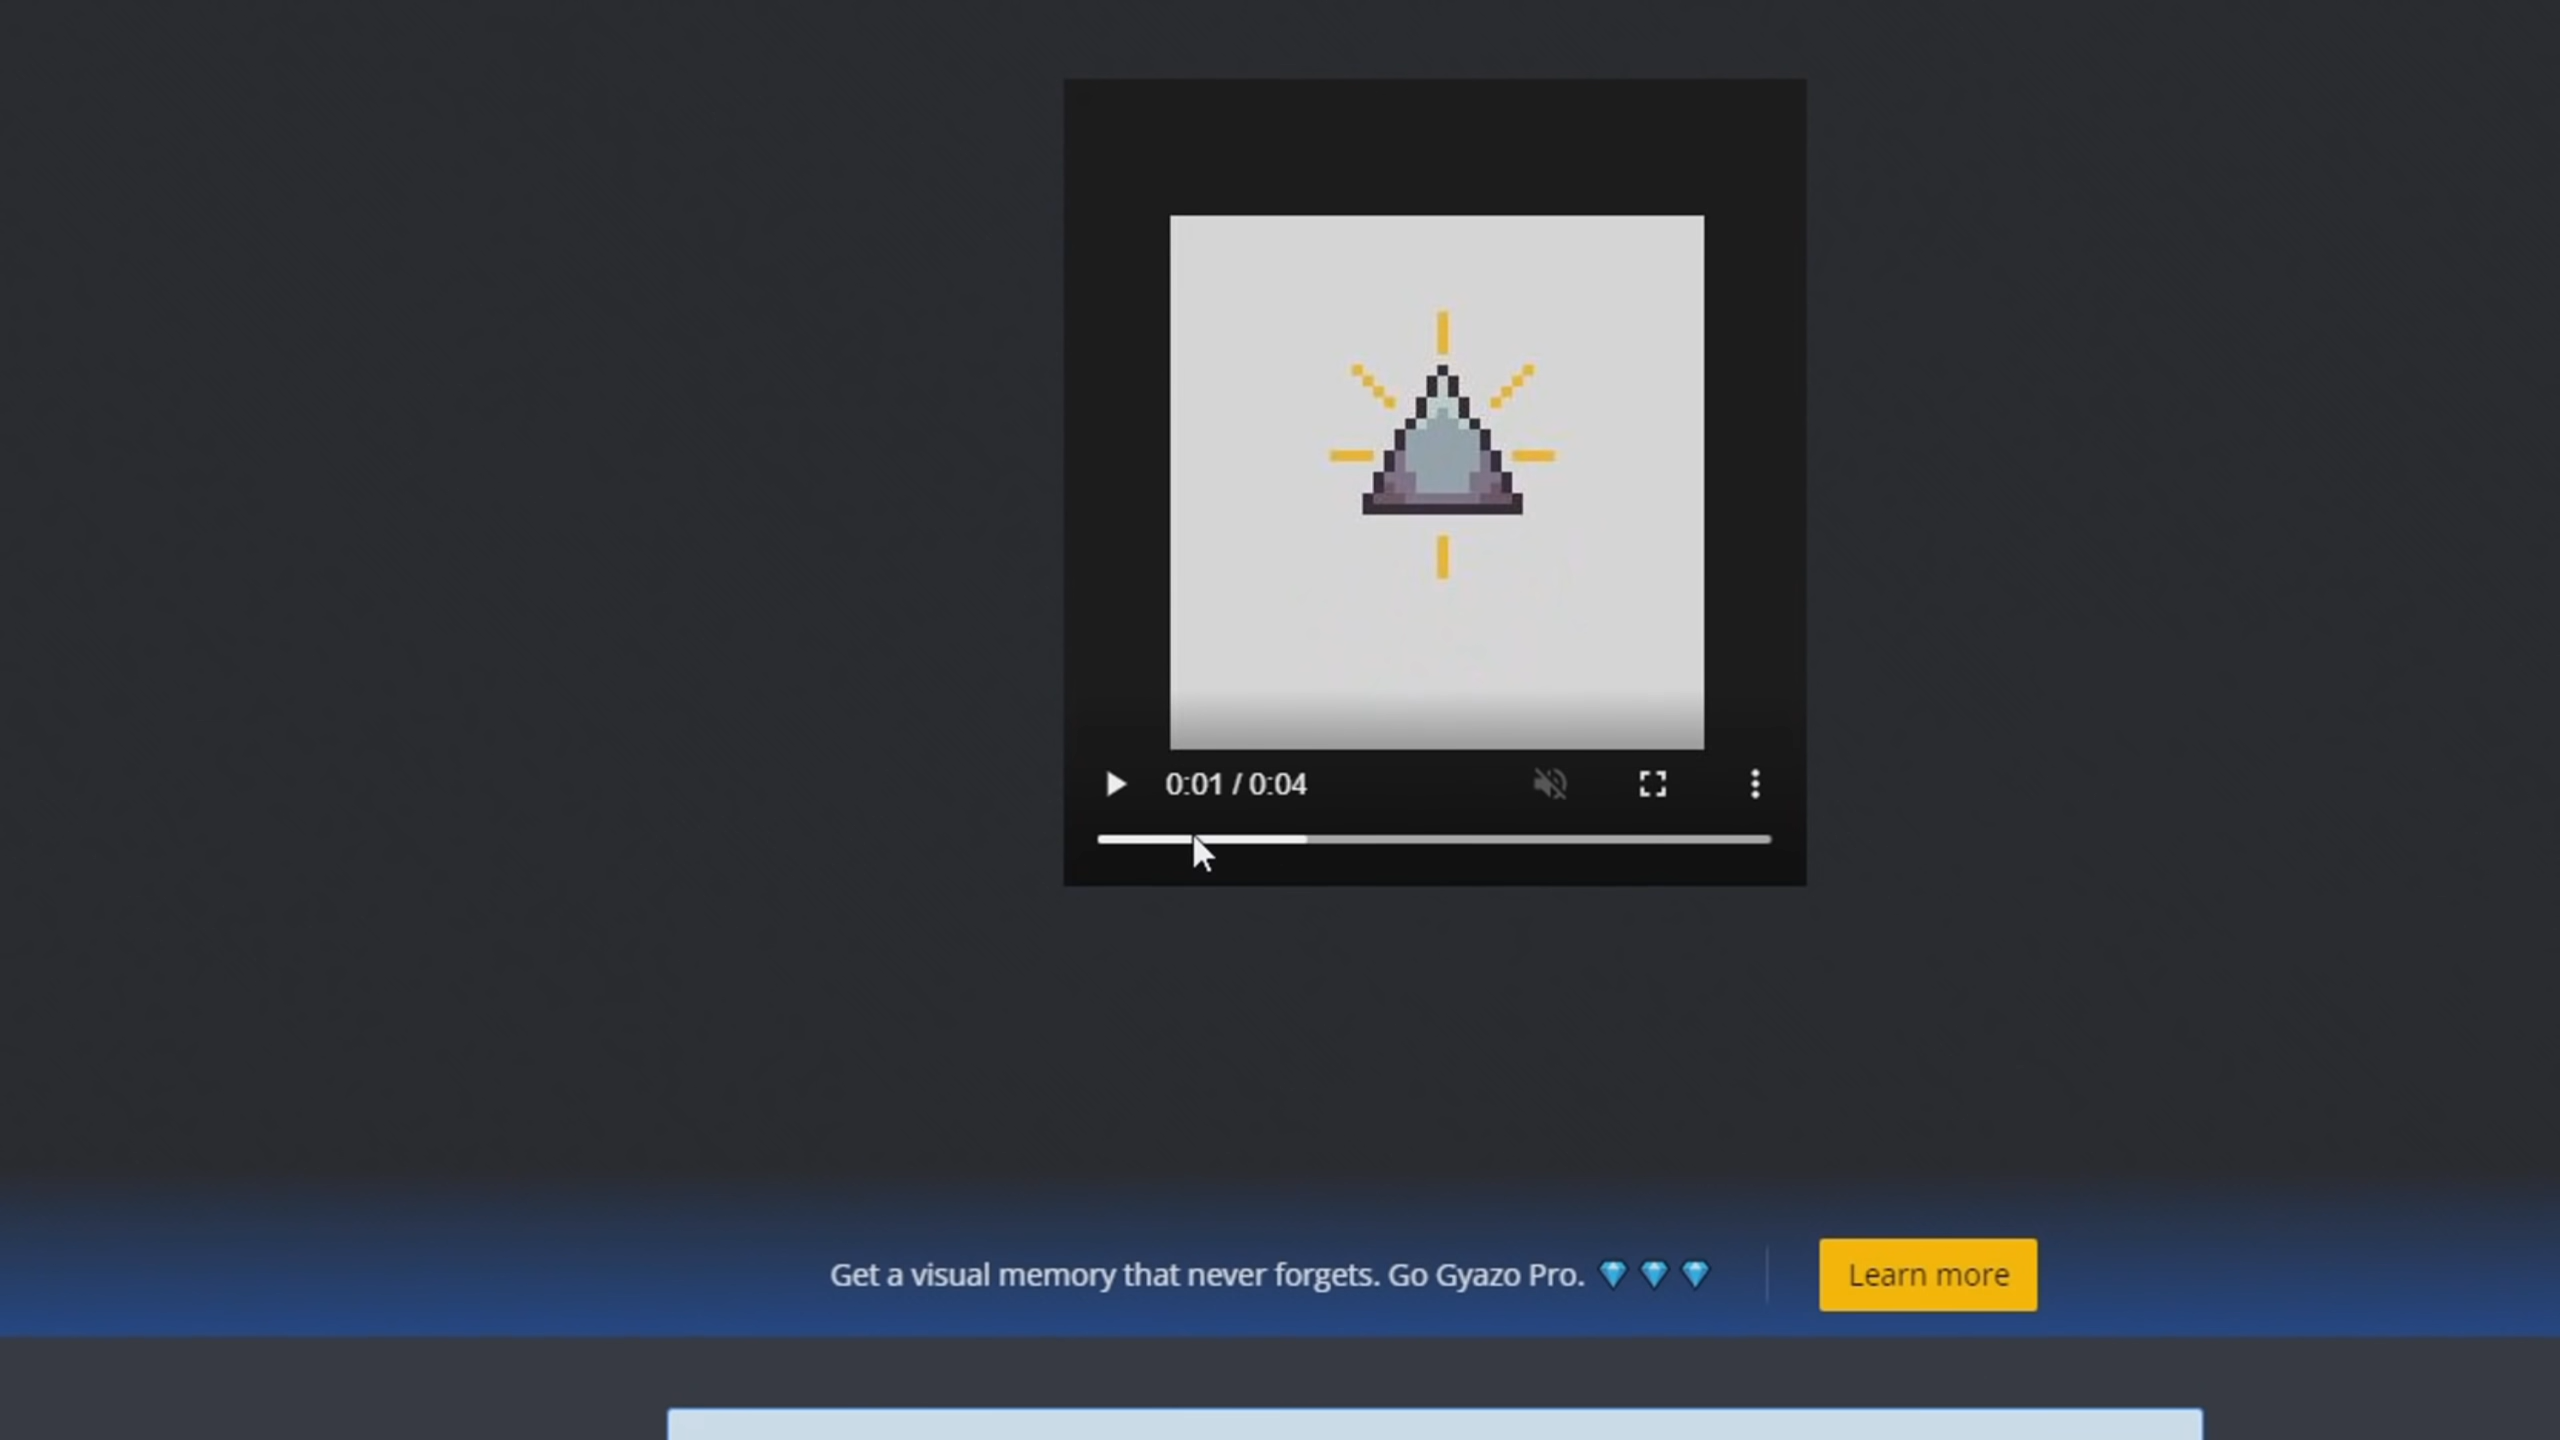 0:01 / 0:04
Get a visual memory that never forgets. Go Gyazo Pro. 💎 💎 💎
Learn more